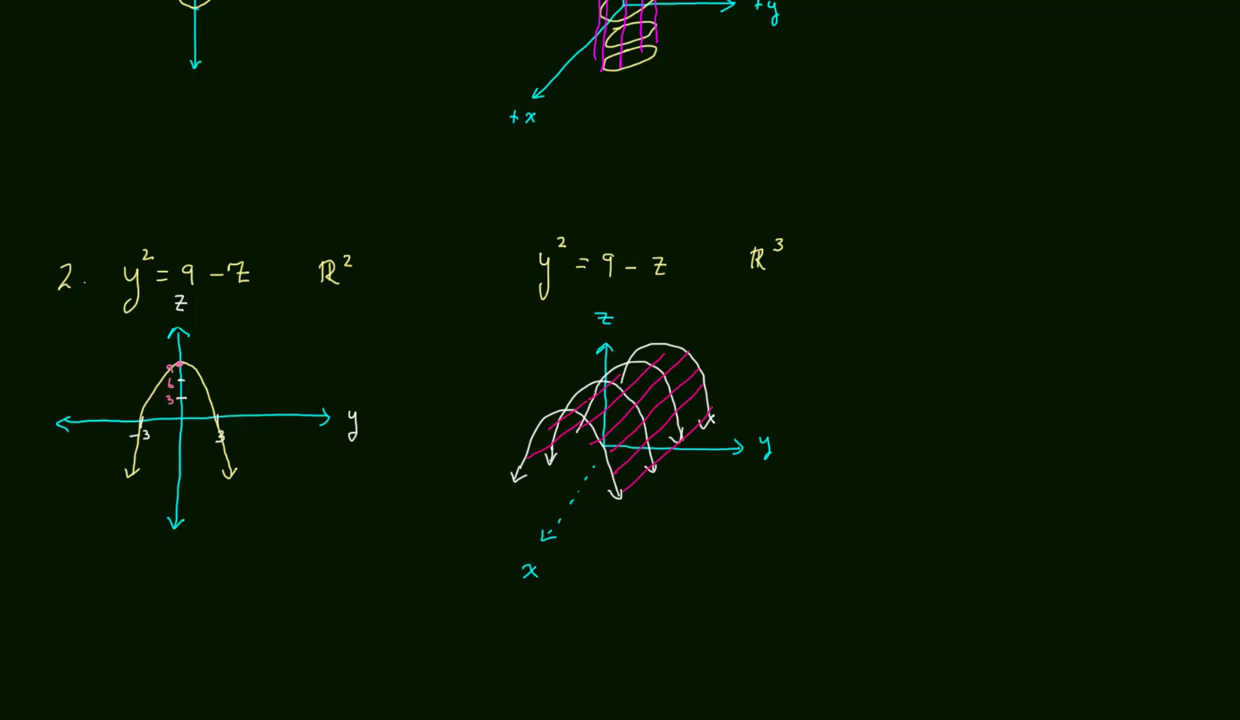 +y
+x
2. y² = 9 - z ℝ²
y² = 9 - z ℝ³
z
9
6
3
-3 3
y
z
y
x